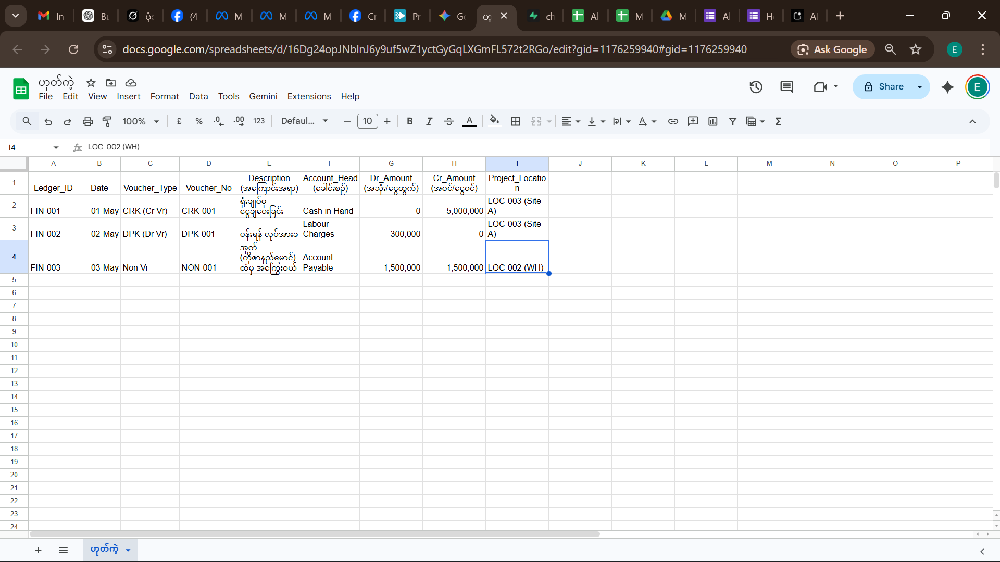 In
Bu
(4
M
M
M
Cr
Pr
Go
ch
Al
M
M
Al
H
Al
docs.google.com/spreadsheets/d/16Dg24opJNblnJ6y9uf5wZ1yctGyGqLXGmFL572t2RGo/edit?gid=1176259940#gid=1176259940
Ask Google
E
ဟုတ်ကဲ့
File Edit View Insert Format Data Tools Gemini Extensions Help
Share
E
100%
£ % .0 .00 123
Defaul...
10
B I A
I4
LOC-002 (WH)
A B C D E F G H I J K L M N O P
1 Ledger_ID Date Voucher_Type Voucher_No Description (အကြောင်းအရာ) Account_Head (ခေါင်းစဉ်) Dr_Amount (အသုံး/ငွေထွက်) Cr_Amount (အဝင်/ငွေဝင်) Project_Location
2 FIN-001 01-May CRK (Cr Vr) CRK-001 ရုံးချုပ်မှ ငွေချပေးခြင်း Cash in Hand 0 5,000,000 LOC-003 (Site A)
3 FIN-002 02-May DPK (Dr Vr) DPK-001 ပန်းရန် လုပ်အားခ Labour Charges 300,000 0 LOC-003 (Site A)
4 FIN-003 03-May Non Vr NON-001 အုတ် (ကိုဇာနည်မောင်) ထံမှ အကြွေးဝယ် Account Payable 1,500,000 1,500,000 LOC-002 (WH)
5
6
7
8
9
10
11
12
13
14
15
16
17
18
19
20
21
22
23
24
ဟုတ်ကဲ့